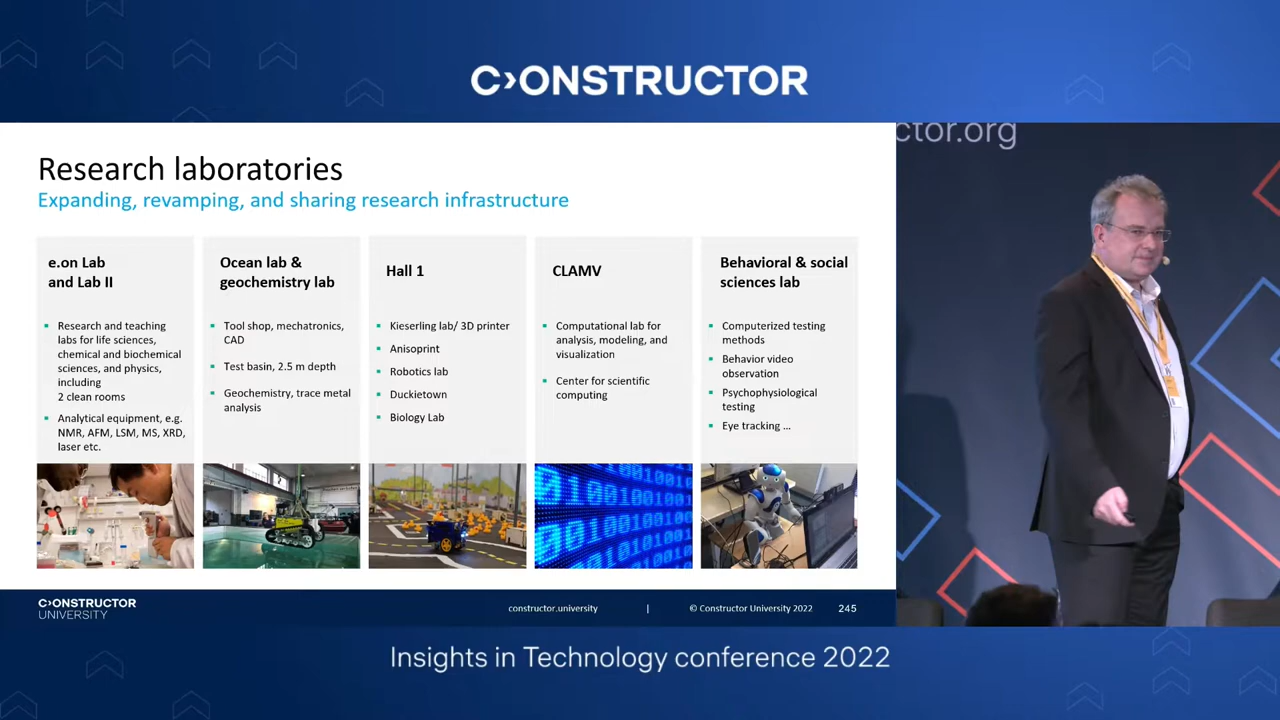 C›ONSTRUCTOR
ctor.org
Research laboratories
Expanding, revamping, and sharing research infrastructure
e.on Lab
and Lab II
Research and teaching
labs for life sciences,
chemical and biochemical
sciences, and physics,
including
2 clean rooms
Analytical equipment, e.g.
NMR, AFM, LSM, MS, XRD,
laser etc.
Ocean lab &
geochemistry lab
Tool shop, mechatronics,
CAD
Test basin, 2.5 m depth
Geochemistry, trace metal
analysis
Hall 1
Kieserling lab/ 3D printer
Anisoprint
Robotics lab
Duckietown
Biology Lab
CLAMV
Computational lab for
analysis, modeling, and
visualization
Center for scientific
computing
Behavioral & social
sciences lab
Computerized testing
methods
Behavior video
observation
Psychophysiological
testing
Eye tracking ...
C›ONSTRUCTOR
UNIVERSITY
constructor.university | © Constructor University 2022 245
Insights in Technology conference 2022